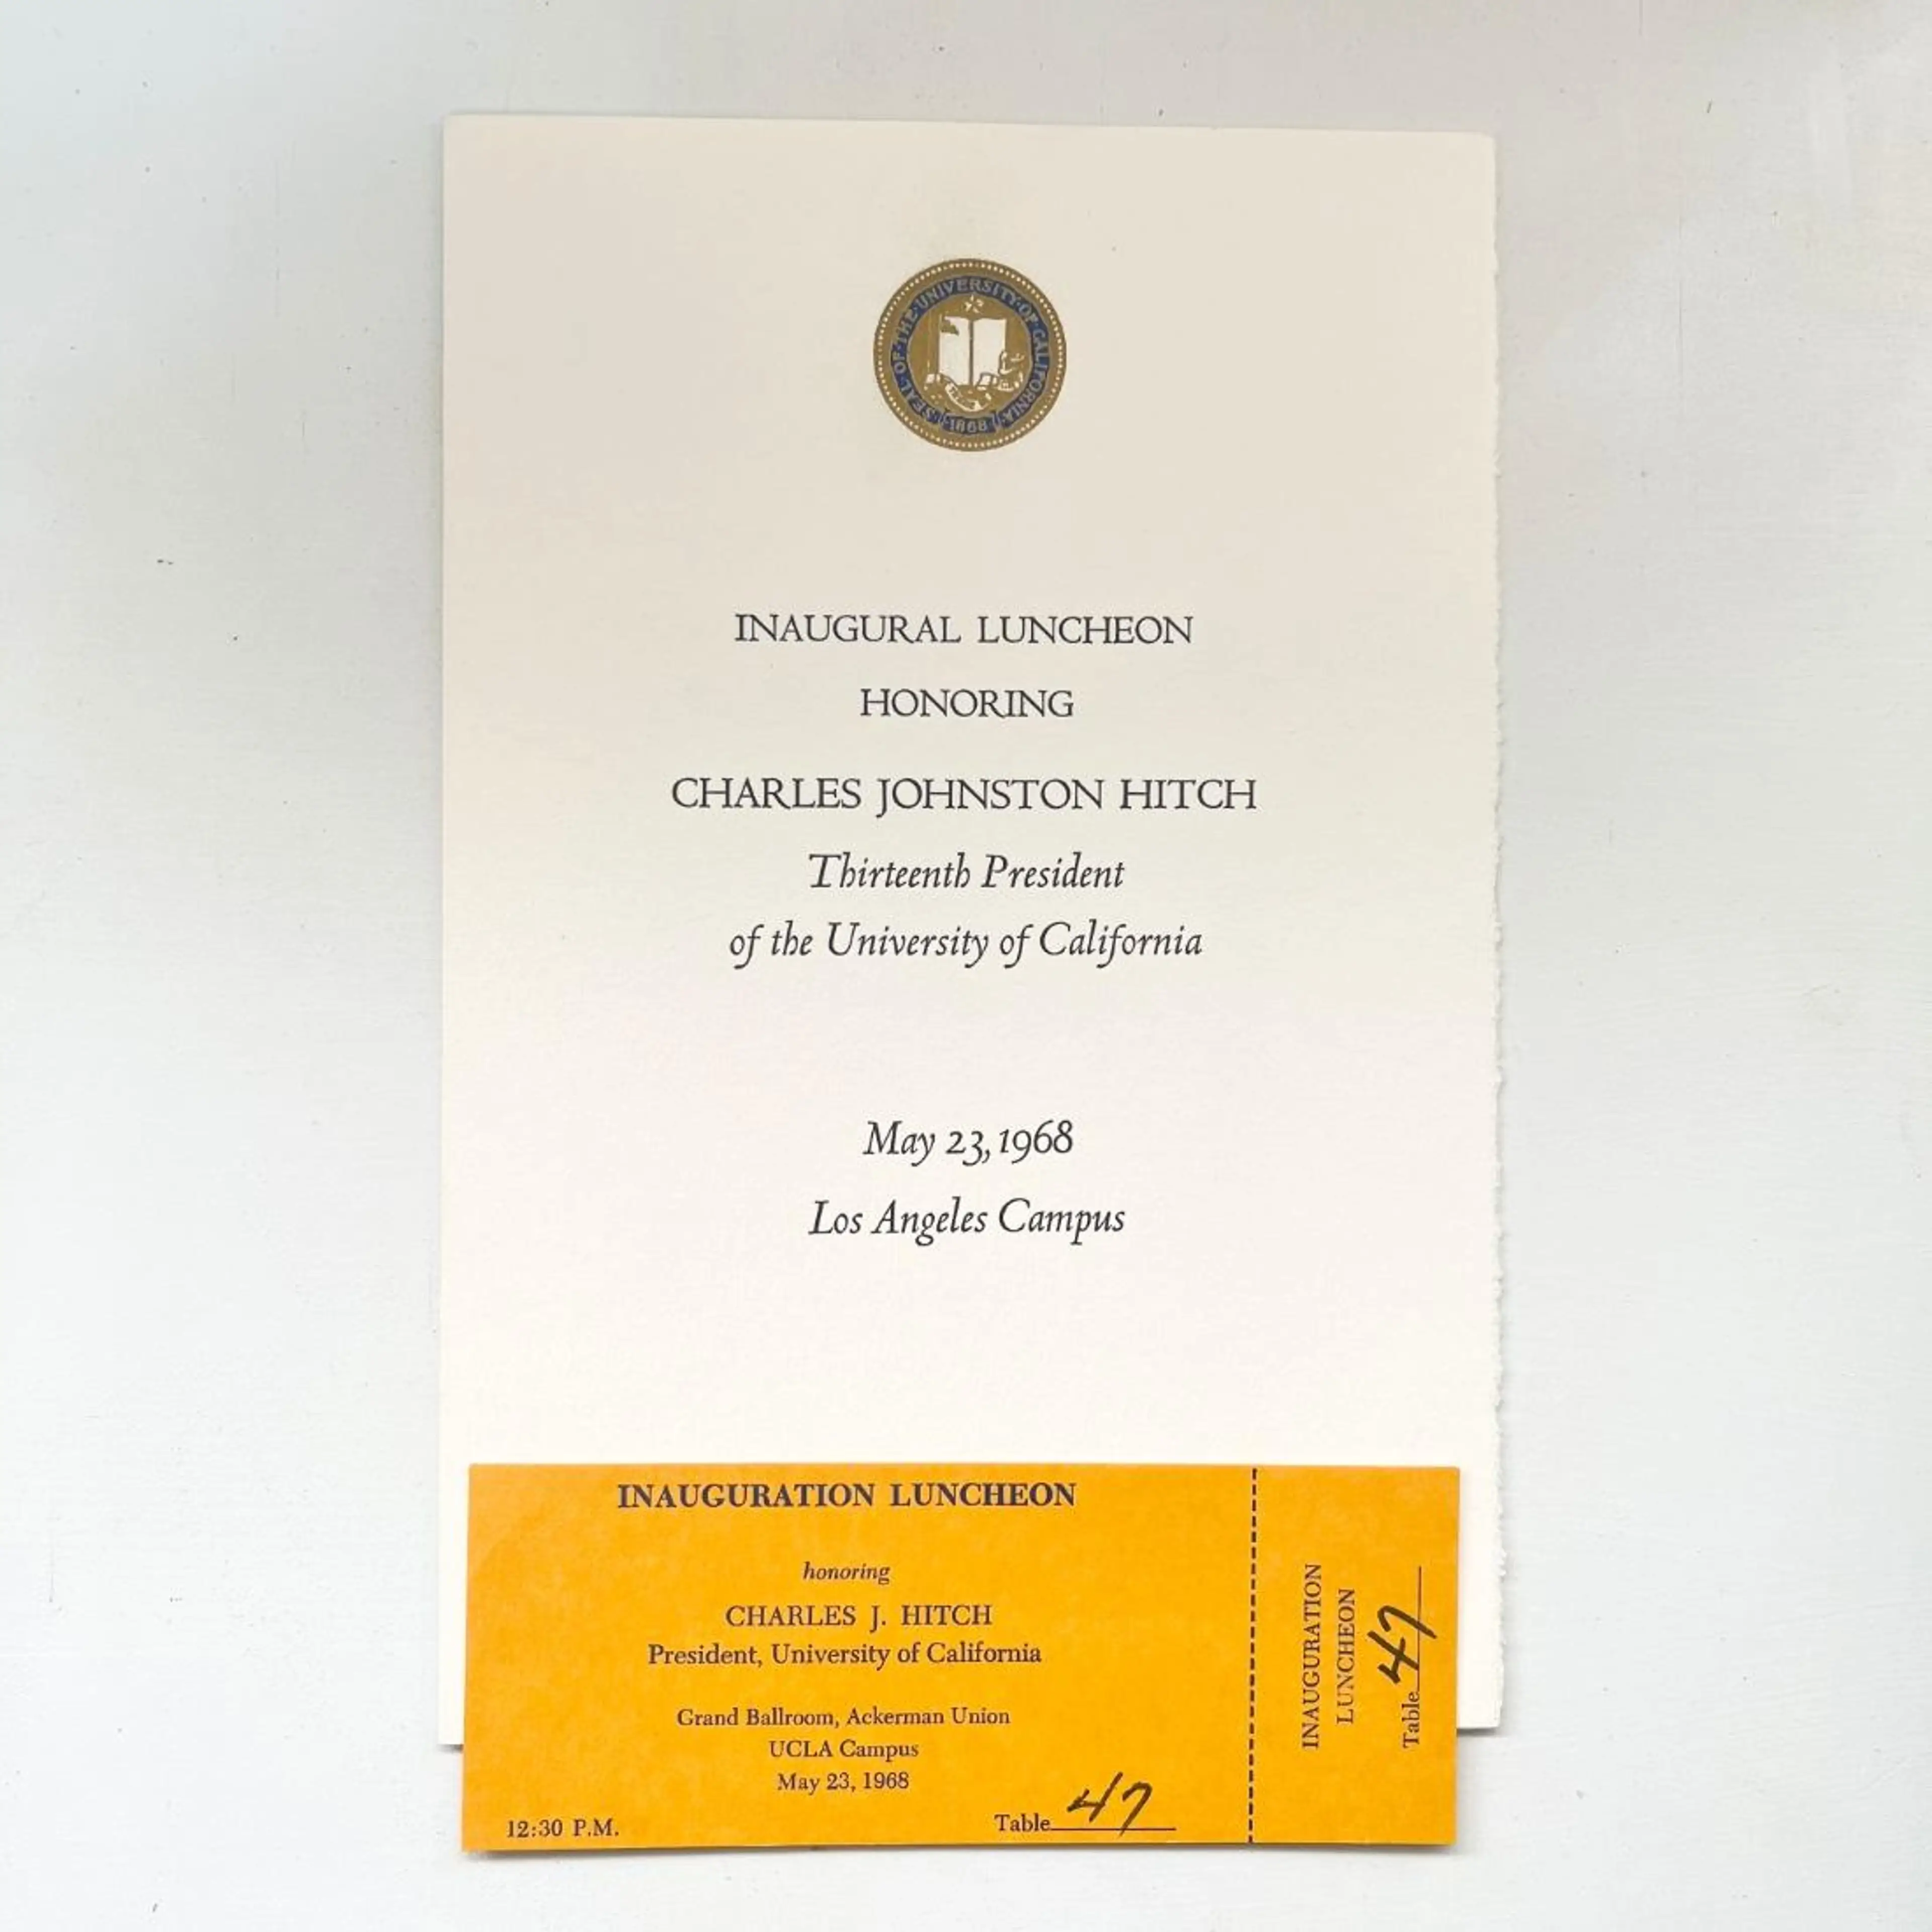 SEAL·OF·THE·UNIVERSITY·OF·CALIFORNIA·
·1868·
INAUGURAL LUNCHEON
HONORING
CHARLES JOHNSTON HITCH
Thirteenth President
of the University of California
May 23, 1968
Los Angeles Campus
INAUGURATION LUNCHEON
honoring
CHARLES J. HITCH
President, University of California
Grand Ballroom, Ackerman Union
UCLA Campus
May 23, 1968
12:30 P.M.
Table 47
INAUGURATION
LUNCHEON
Table 47